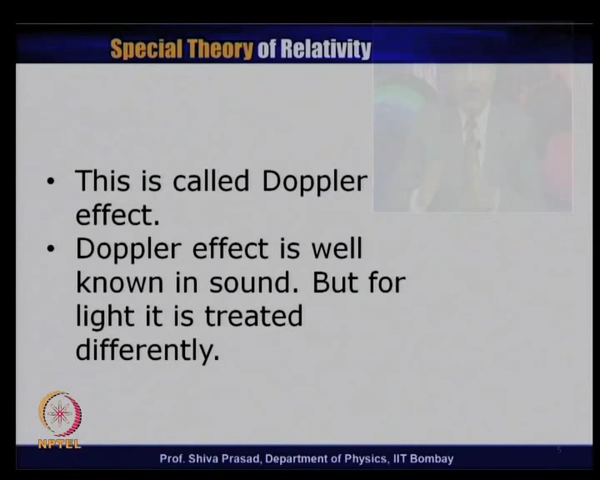 Special Theory of Relativity
• This is called Doppler
effect.
• Doppler effect is well
known in sound. But for
light it is treated
differently.
NPTEL
Prof. Shiva Prasad, Department of Physics, IIT Bombay
5